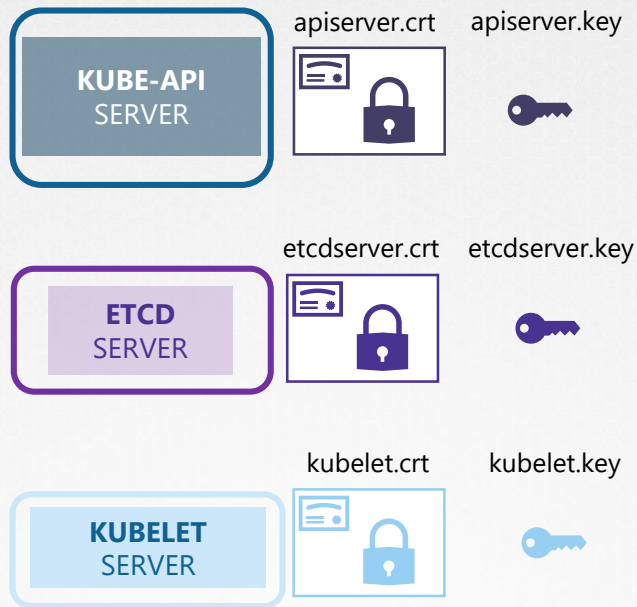 apiserver.crt
apiserver.key
KUBE-API
SERVER
etcdserver.crt
etcdserver.key
ETCD
SERVER
kubelet.crt
kubelet.key
KUBELET
SERVER